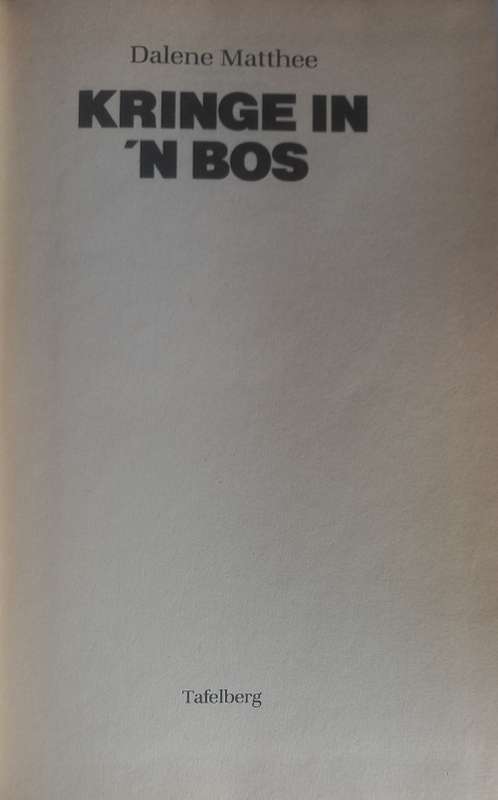 Dalene Matthee
KRINGE IN
'N BOS
Tafelberg